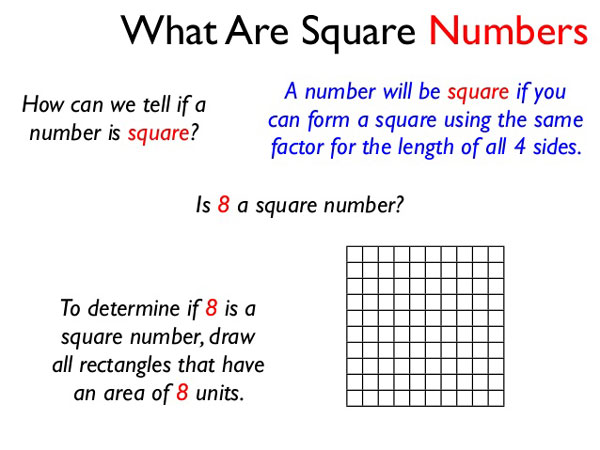 What Are Square Numbers
How can we tell if a
number is square?
A number will be square if you
can form a square using the same
factor for the length of all 4 sides.
Is 8 a square number?
To determine if 8 is a
square number, draw
all rectangles that have
an area of 8 units.